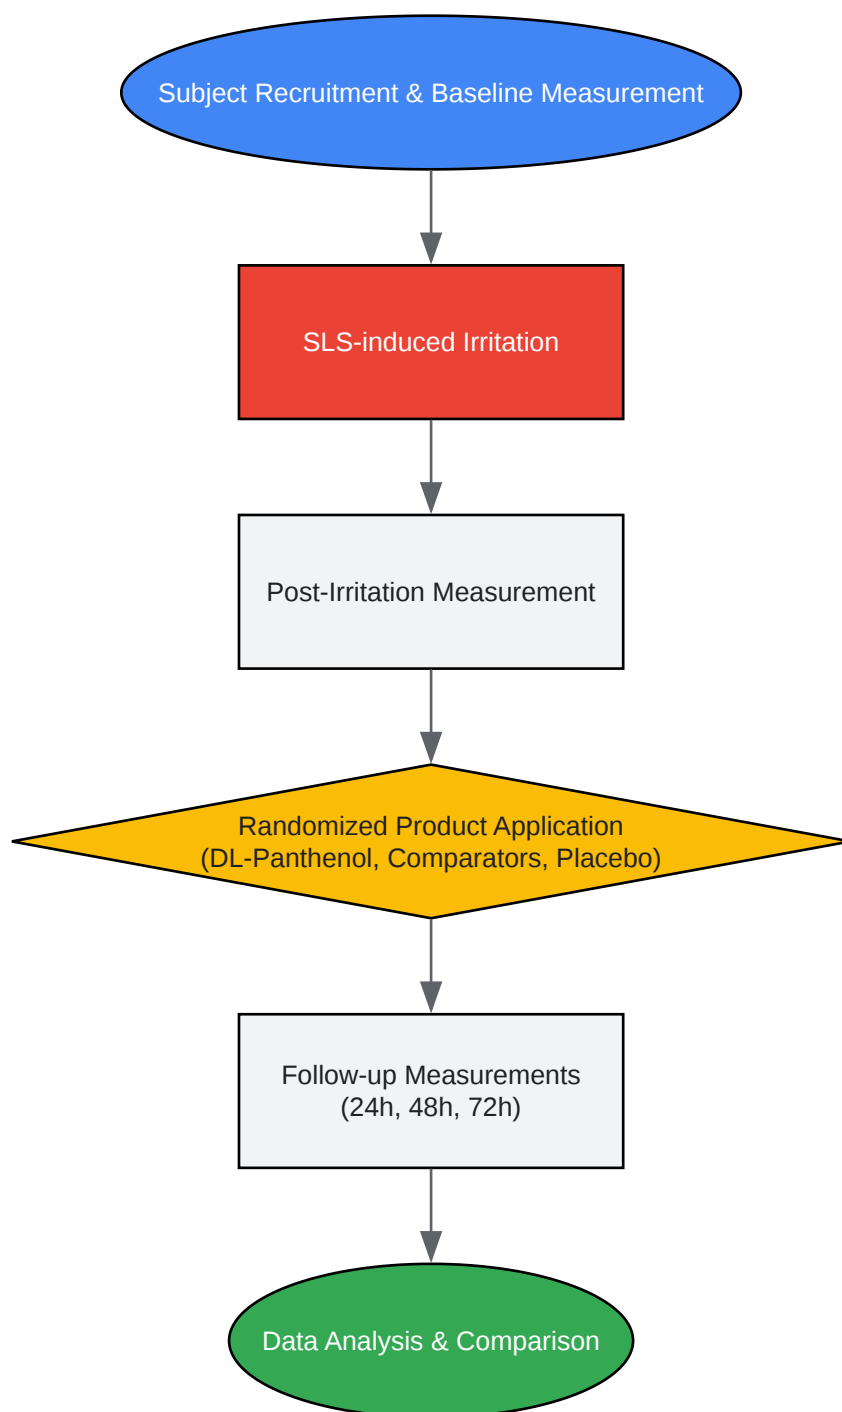 Subject Recruitment & Baseline Measurement
SLS-induced Irritation
Post-Irritation Measurement
Randomized Product Application
(DL-Panthenol, Comparators, Placebo)
Follow-up Measurements
(24h, 48h, 72h)
Data Analysis & Comparison